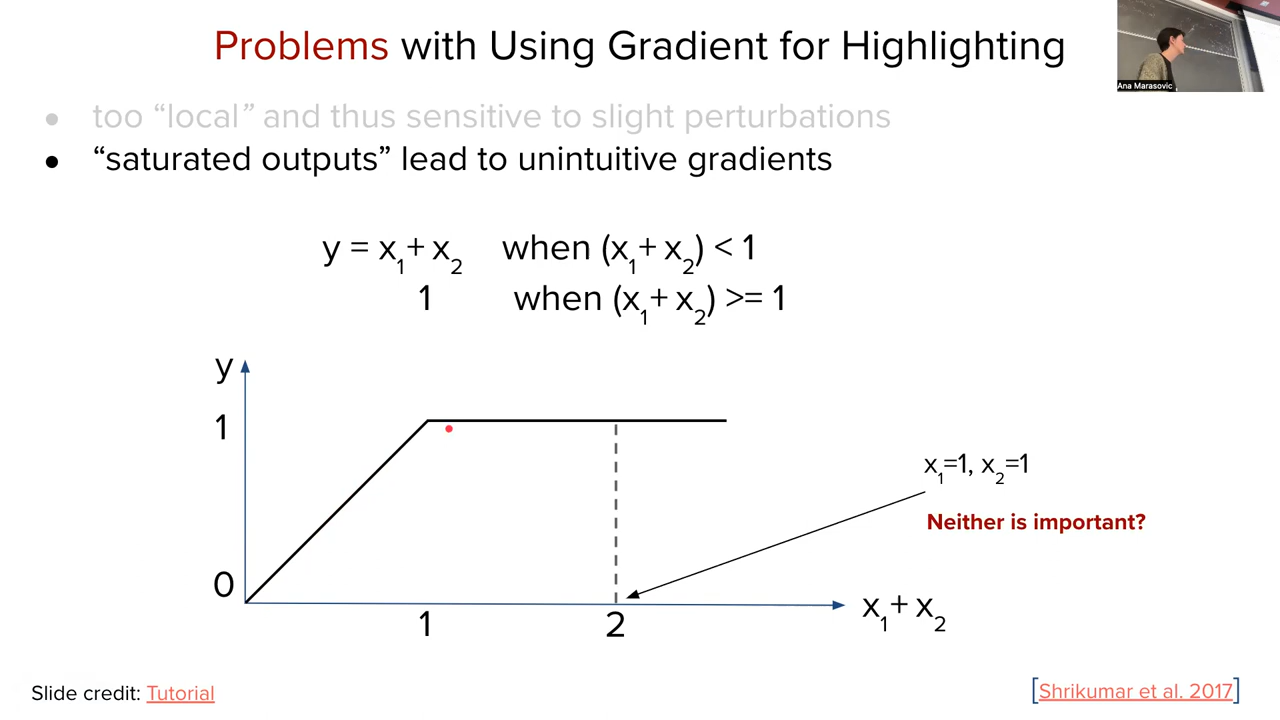 Problems with Using Gradient for Highlighting
Ana Marasovic
● too “local” and thus sensitive to slight perturbations
● “saturated outputs” lead to unintuitive gradients
y = x₁+ x₂ when (x₁+ x₂) < 1
1 when (x₁+ x₂) >= 1
y
1
x₁=1, x₂=1
Neither is important?
0
x₁+ x₂
1 2
Slide credit: Tutorial
[Shrikumar et al. 2017]